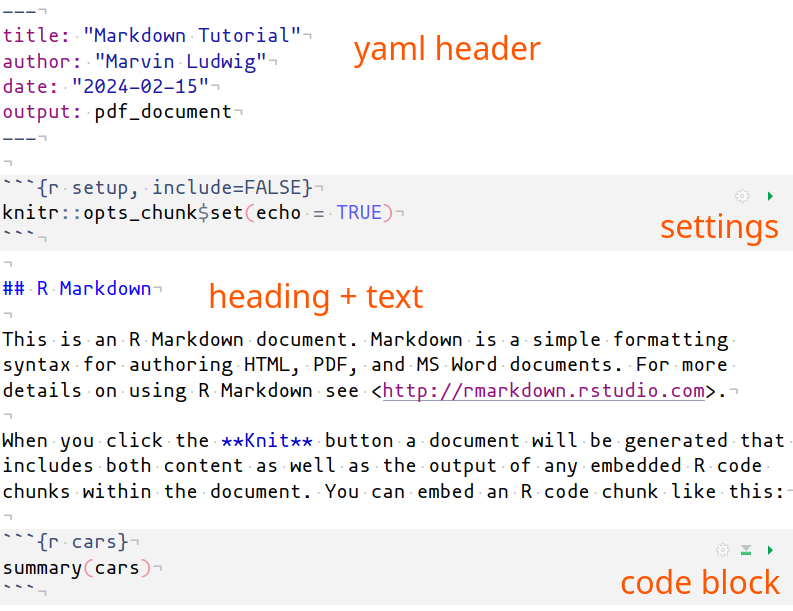 ---
title: "Markdown Tutorial"
author: "Marvin Ludwig"
yaml header
date: "2024-02-15"
output: pdf_document
---
```{r setup, include=FALSE}
knitr::opts_chunk$set(echo = TRUE)
```
settings
## R Markdown
heading + text
This is an R Markdown document. Markdown is a simple formatting
syntax for authoring HTML, PDF, and MS Word documents. For more
details on using R Markdown see <http://rmarkdown.rstudio.com>.
When you click the **Knit** button a document will be generated that
includes both content as well as the output of any embedded R code
chunks within the document. You can embed an R code chunk like this:
```{r cars}
summary(cars)
```
code block